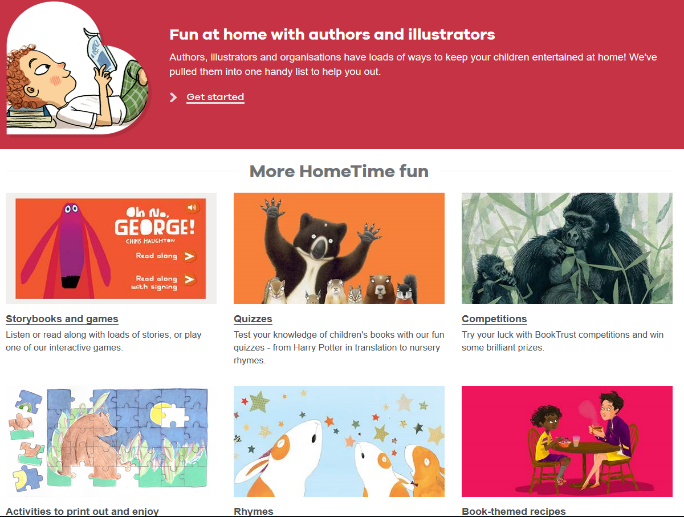 Fun at home with authors and illustrators
Authors, illustrators and organisations have loads of ways to keep your children entertained at home! We've
pulled them into one handy list to help you out.
Get started
More HomeTime fun
Oh No,
GEORGE!
CHRIS HAUGHTON
Read along
Read along
with signing
Storybooks and games
Listen or read along with loads of stories, or play
one of our interactive games.
Quizzes
Test your knowledge of children's books with our fun
quizzes - from Harry Potter in translation to nursery
rhymes.
Competitions
Try your luck with BookTrust competitions and win
some brilliant prizes.
Activities to print out and enjoy
Rhymes
Book-themed recipes